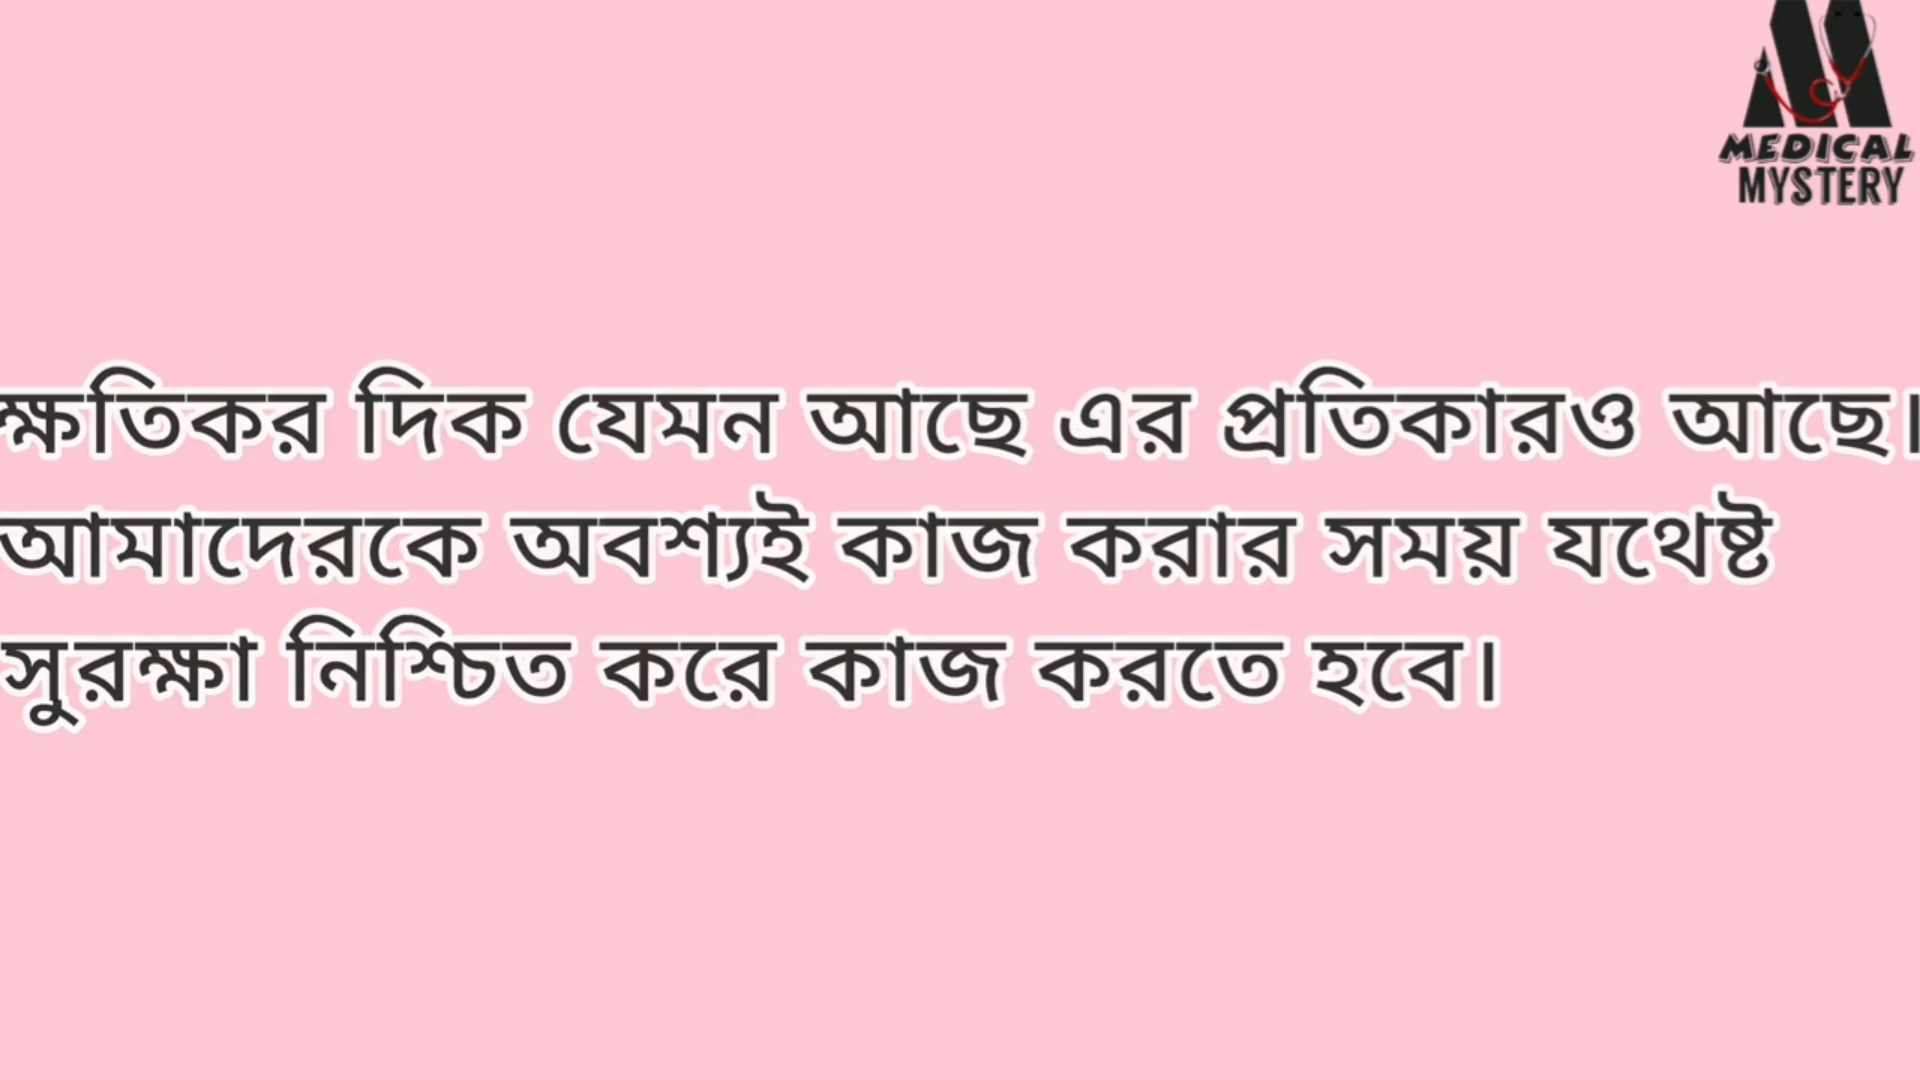 MEDICAL
MYSTERY
ক্ষতিকর দিক যেমন আছে এর প্রতিকারও আছে।
আমাদেরকে অবশ্যই কাজ করার সময় যথেষ্ট
সুরক্ষা নিশ্চিত করে কাজ করতে হবে।